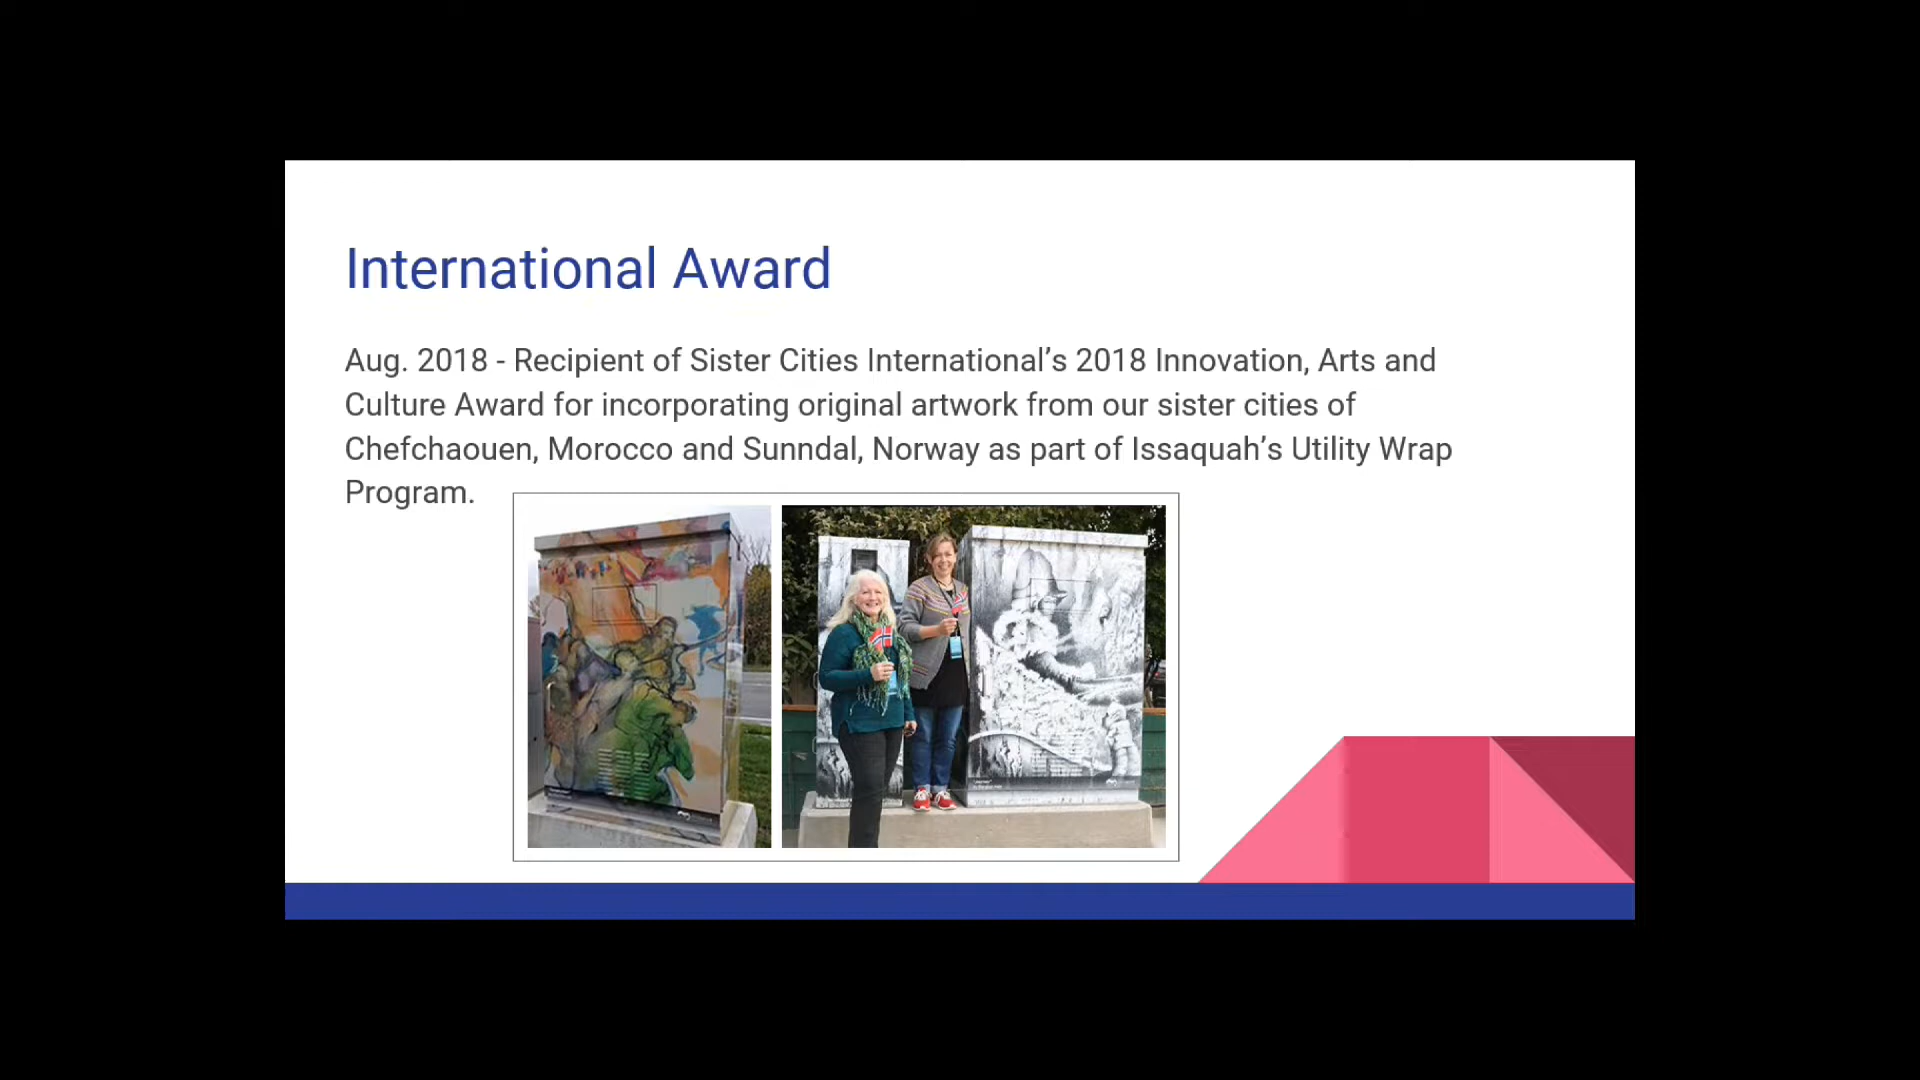 International Award
Aug. 2018 - Recipient of Sister Cities International’s 2018 Innovation, Arts and
Culture Award for incorporating original artwork from our sister cities of
Chefchaouen, Morocco and Sunndal, Norway as part of Issaquah’s Utility Wrap
Program.